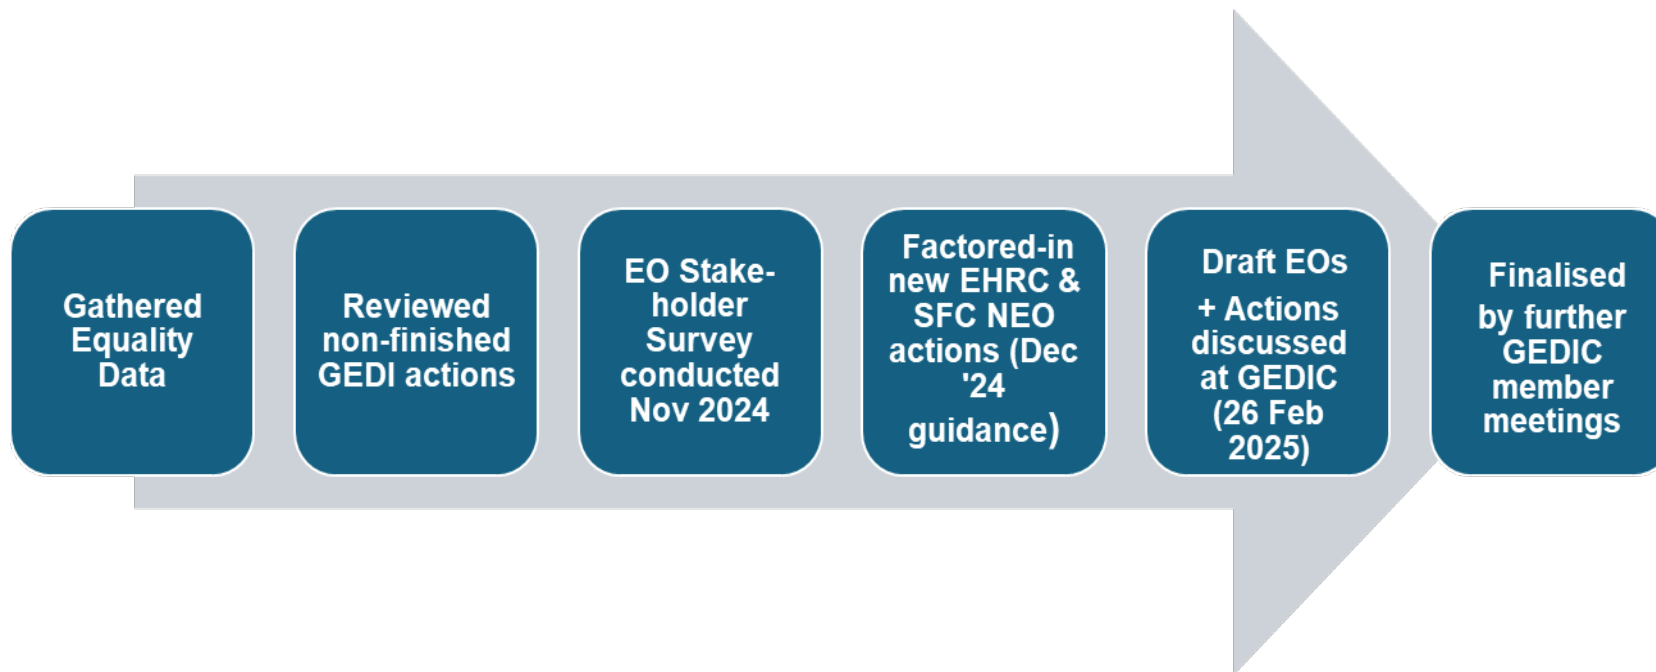 Gathered
Equality
Data
Reviewed
non-finished
GEDI actions
EO Stake-
holder
Survey
conducted
Nov 2024
Factored-in
new EHRC &
SFC NEO
actions (Dec
'24
guidance)
Draft EOs
+ Actions
discussed
at GEDIC
(26 Feb
2025)
Finalised
by further
GEDIC
member
meetings